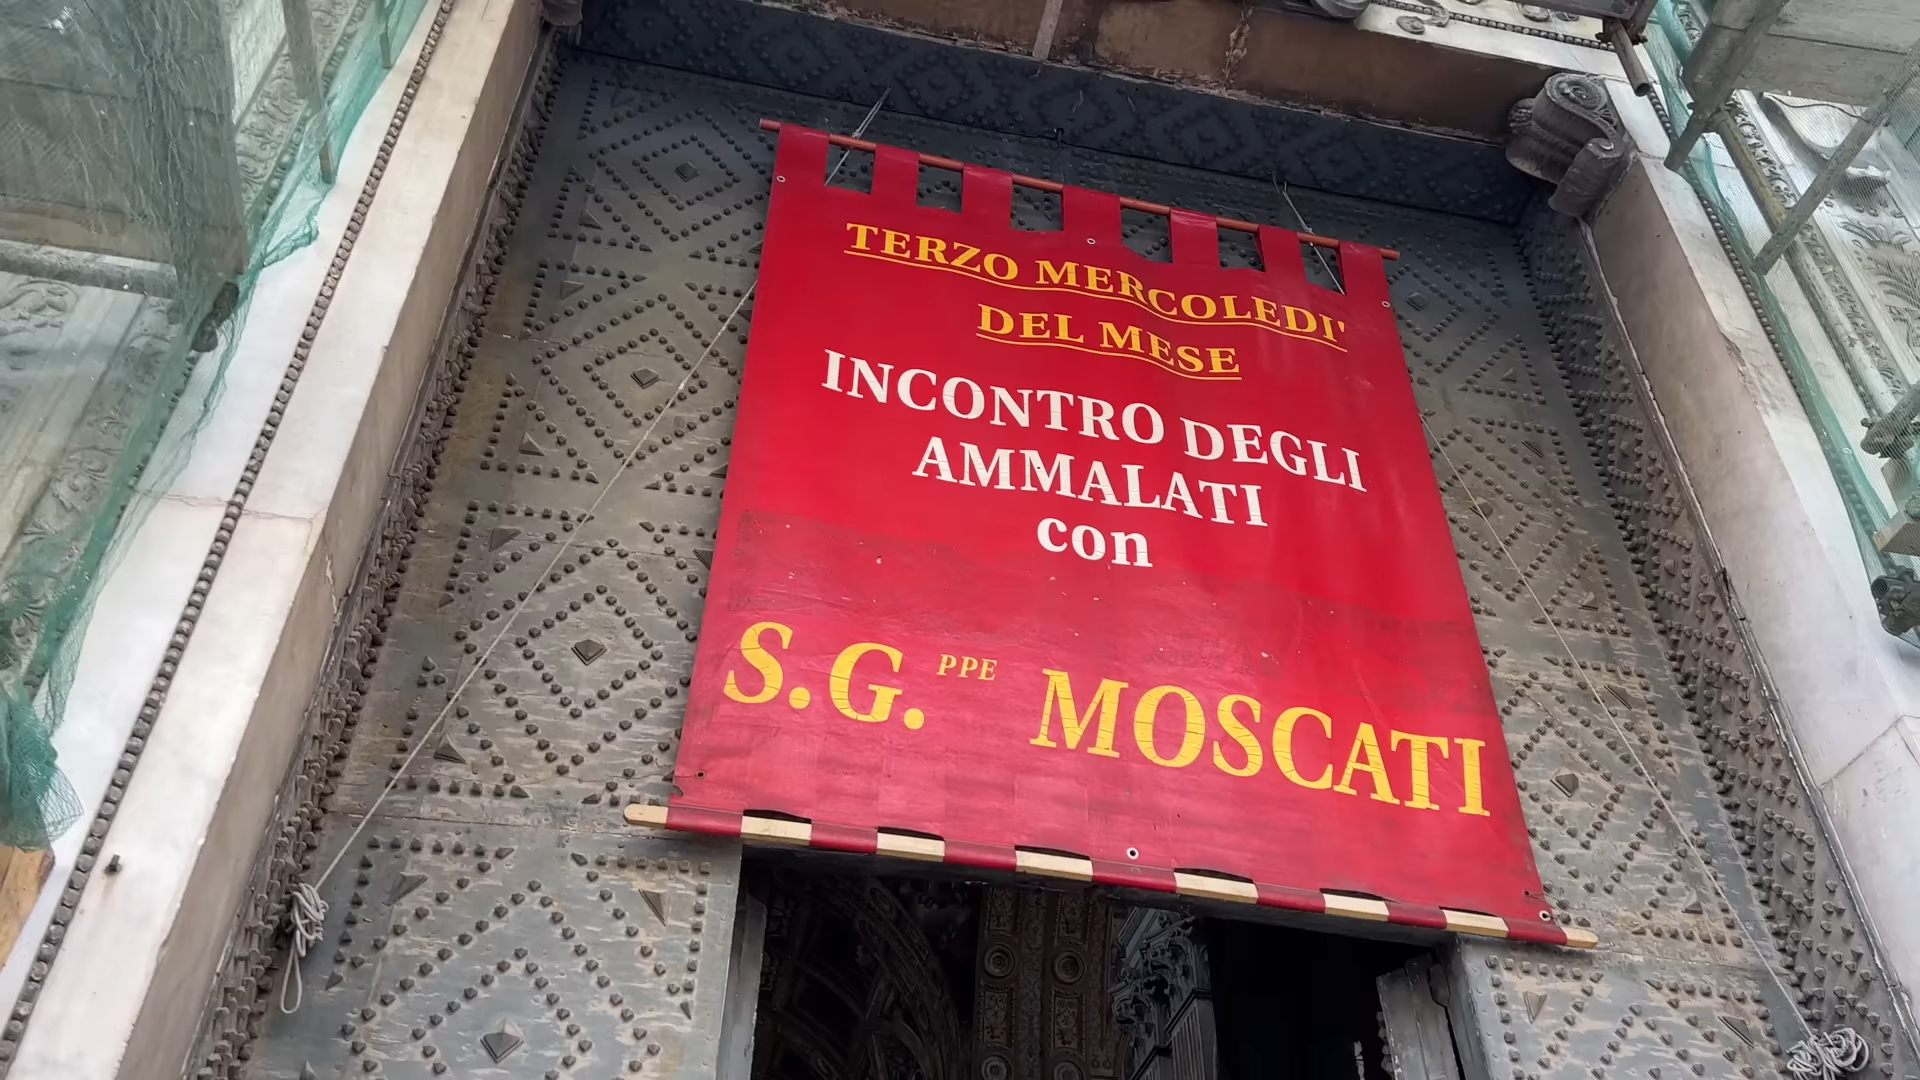 TERZO MERCOLEDI'
DEL MESE
INCONTRO DEGLI
AMMALATI
con
S.G.PPE MOSCATI